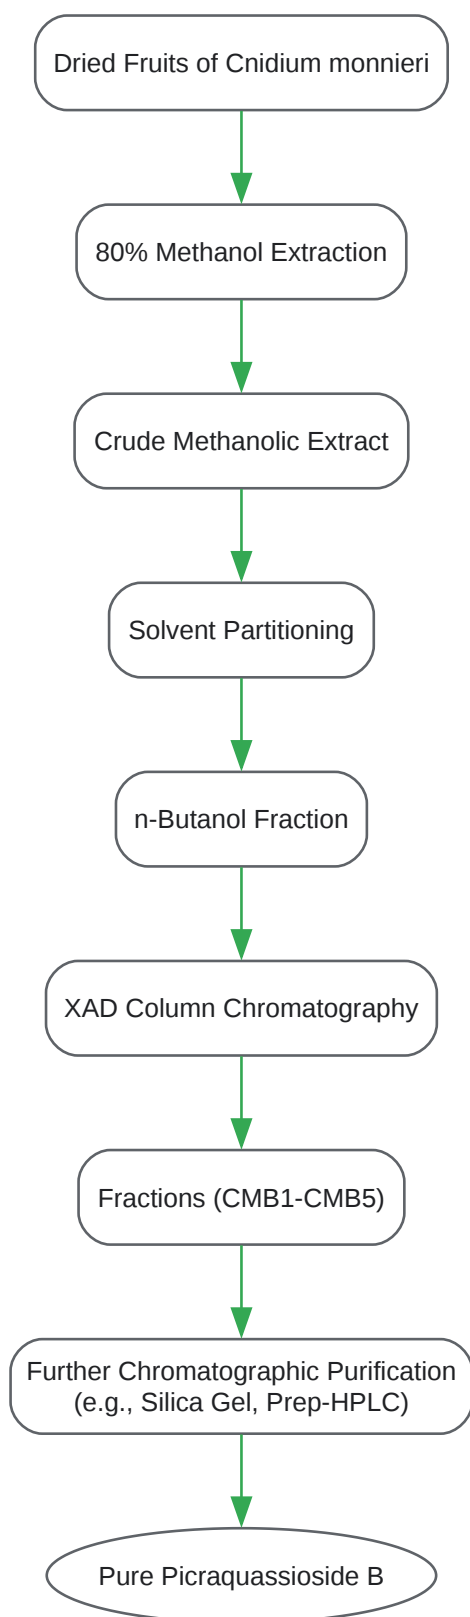 Dried Fruits of Cnidium monnieri
80% Methanol Extraction
Crude Methanolic Extract
Solvent Partitioning
n-Butanol Fraction
XAD Column Chromatography
Fractions (CMB1-CMB5)
Further Chromatographic Purification
(e.g., Silica Gel, Prep-HPLC)
Pure Picraquassioside B